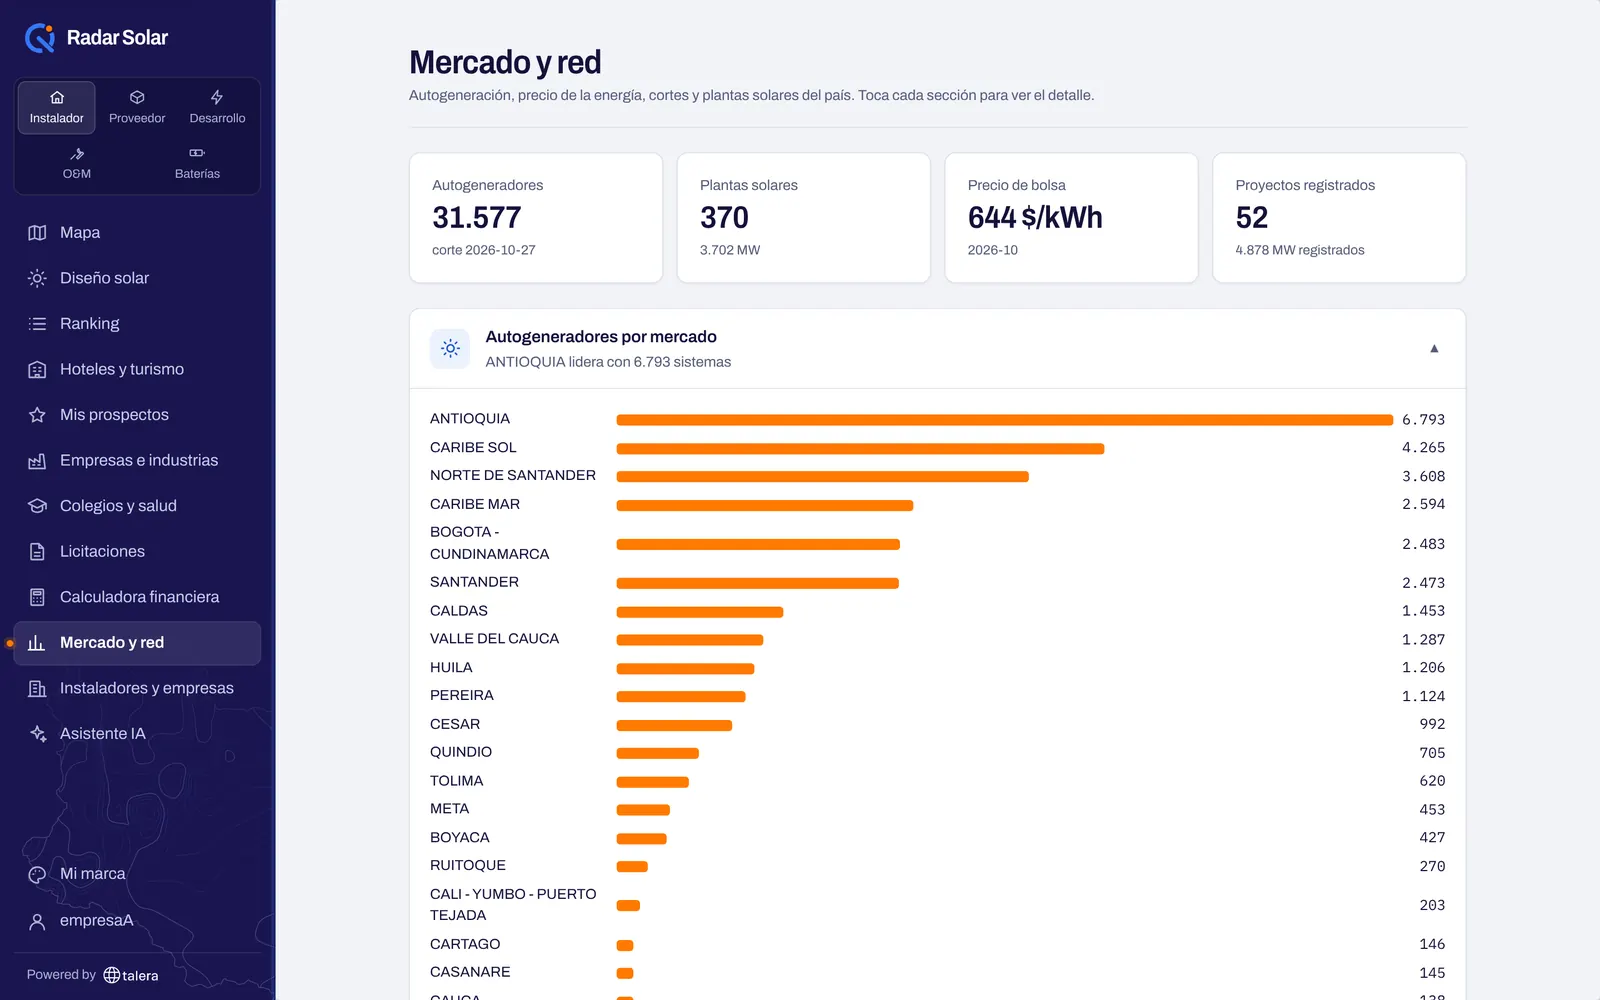 Radar Solar
Instalador
Proveedor
Desarrollo
O&M
Baterías
Mapa
Diseño solar
Ranking
Hoteles y turismo
Mis prospectos
Empresas e industrias
Colegios y salud
Licitaciones
Calculadora financiera
Mercado y red
Instaladores y empresas
Asistente IA
Mi marca
empresaA
Powered by talera
Mercado y red
Autogeneración, precio de la energía, cortes y plantas solares del país. Toca cada sección para ver el detalle.
Autogeneradores
31.577
corte 2026-10-27
Plantas solares
370
3.702 MW
Precio de bolsa
644 $/kWh
2026-10
Proyectos registrados
52
4.878 MW registrados
Autogeneradores por mercado
ANTIOQUIA lidera con 6.793 sistemas
▲
ANTIOQUIA 6.793
CARIBE SOL 4.265
NORTE DE SANTANDER 3.608
CARIBE MAR 2.594
BOGOTA -
CUNDINAMARCA 2.483
SANTANDER 2.473
CALDAS 1.453
VALLE DEL CAUCA 1.287
HUILA 1.206
PEREIRA 1.124
CESAR 992
QUINDIO 705
TOLIMA 620
META 453
BOYACA 427
RUITOQUE 270
CALI - YUMBO - PUERTO
TEJADA 203
CARTAGO 146
CASANARE 145
CAUCA 138